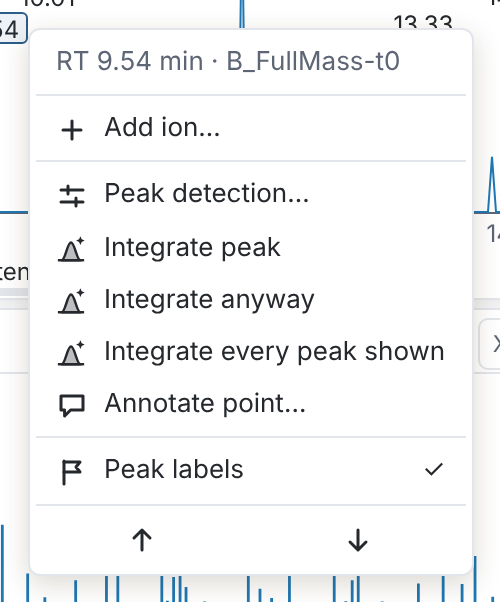 54
13.33
RT 9.54 min · B_FullMass-t0
Add ion...
Peak detection...
Integrate peak
Integrate anyway
Integrate every peak shown
Annotate point...
Peak labels